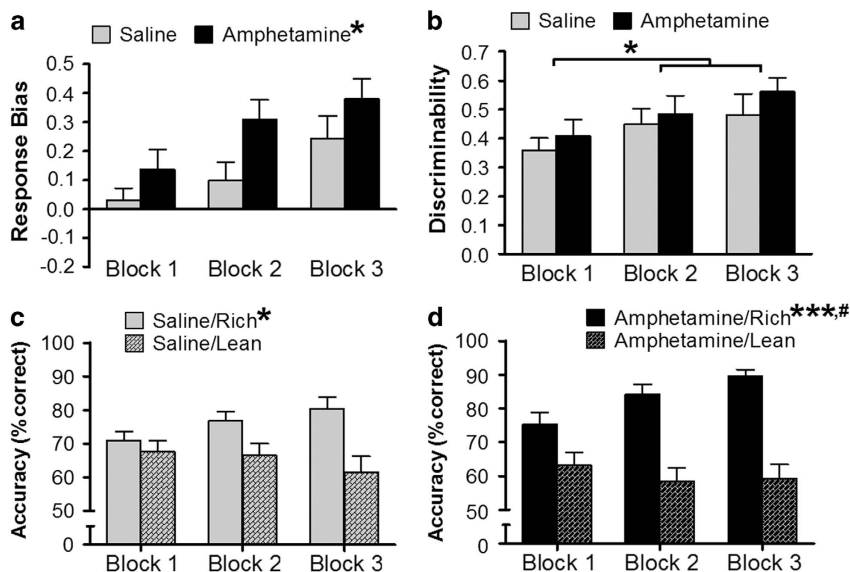 a
Saline Amphetamine*
Response Bias
0.5
0.4
0.3
0.2
0.1
0.0
-0.1
-0.2
Block 1 Block 2 Block 3
b
Saline Amphetamine
*
Discriminability
0.7
0.6
0.5
0.4
0.3
0.2
0.1
0.0
Block 1 Block 2 Block 3
c
Saline/Rich*
Saline/Lean
Accuracy (%correct)
100
90
80
70
60
50
0
Block 1 Block 2 Block 3
d
Amphetamine/Rich***,#
Amphetamine/Lean
Accuracy (%correct)
100
90
80
70
60
50
0
Block 1 Block 2 Block 3